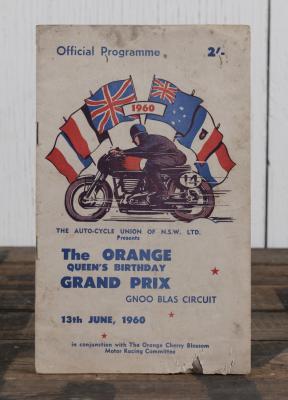 Official Programme 2/-
1960
14
THE AUTO-CYCLE UNION OF N.S.W. LTD.
Presents
The ORANGE
QUEEN'S BIRTHDAY
GRAND PRIX
GNOO BLAS CIRCUIT
13th JUNE, 1960
in conjunction with The Orange Cherry Blossom
Motor Racing Committee